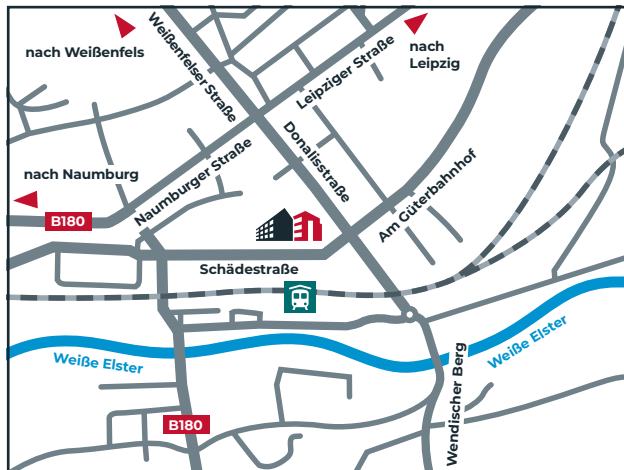 nach Weißenfels
Weißenfelser Straße
nach
Leipzig
Leipziger Straße
Donalisstraße
nach Naumburg
Naumburger Straße
Am Güterbahnhof
B180
Schädestraße
Weiße Elster
Weiße Elster
Wendischer Berg
B180